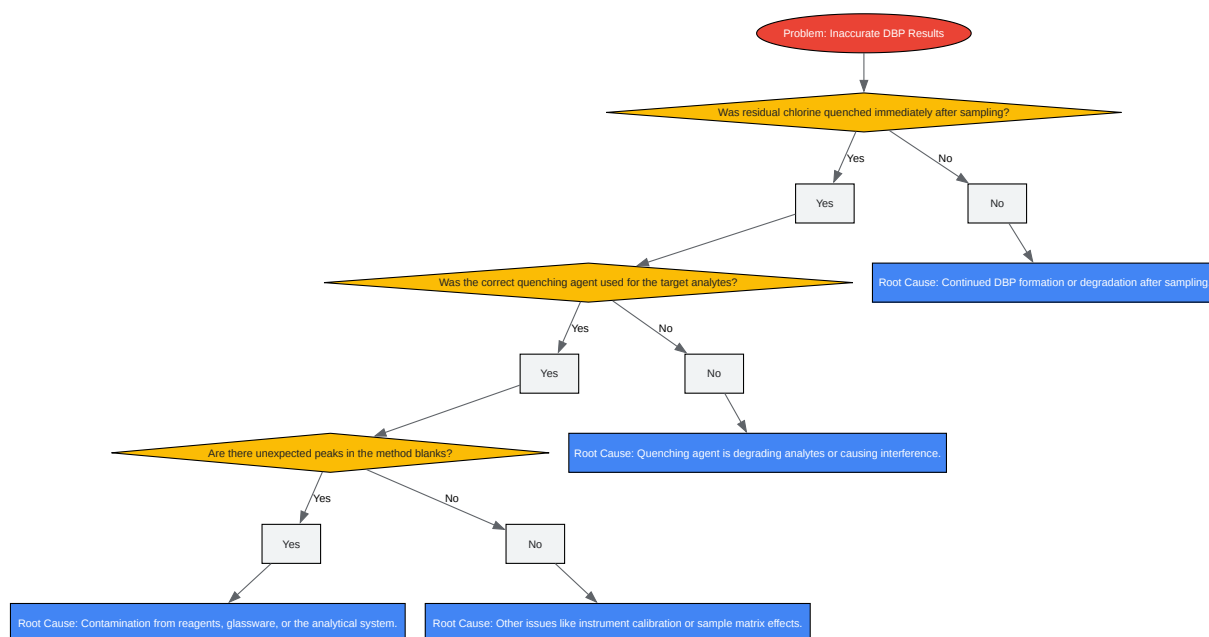 Problem: Inaccurate DBP Results
Was residual chlorine quenched immediately after sampling?
Yes
No
Yes
No
Was the correct quenching agent used for the target analytes?
Root Cause: Continued DBP formation or degradation after sampling
Yes
No
Yes
No
Are there unexpected peaks in the method blanks?
Root Cause: Quenching agent is degrading analytes or causing interference.
Yes
No
Yes
No
Root Cause: Contamination from reagents, glassware, or the analytical system.
Root Cause: Other issues like instrument calibration or sample matrix effects.